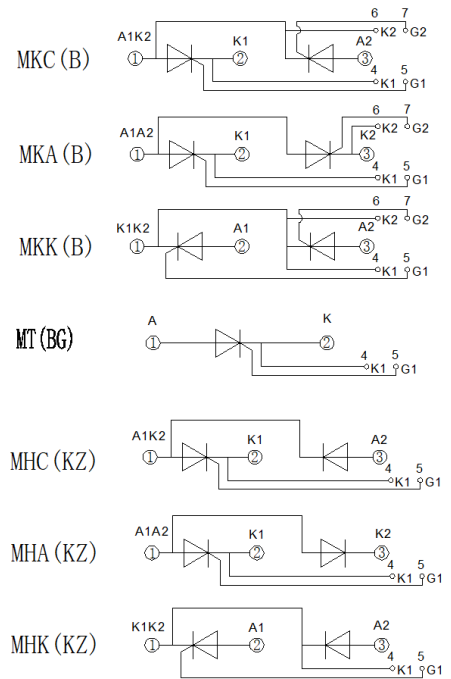 6 7
K2 G2
A1K2 K1 A2
MKC(B) ① ② ③
4 5
K1 G1
6 7
K2 G2
A1A2 K1 K2
MKA(B) ① ② ③
4 5
K1 G1
6 7
K2 G2
K1K2 A1 A2
MKK(B) ① ② ③
4 5
K1 G1
A K
MT(BG) ① ②
4 5
K1 G1
A1K2 K1 A2
MHC(KZ) ① ② ③
4 5
K1 G1
A1A2 K1 K2
MHA(KZ) ① ② ③
4 5
K1 G1
K1K2 A1 A2
MHK(KZ) ① ② ③
4 5
K1 G1